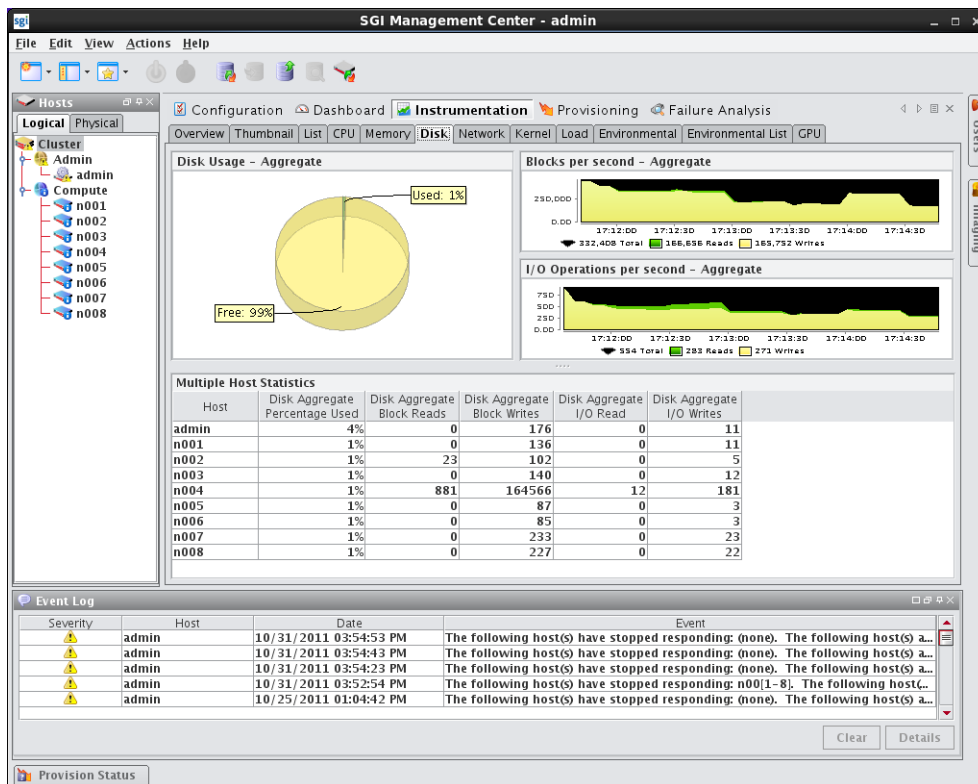 sgi SGI Management Center - admin
File Edit View Actions Help
Hosts
Logical Physical
Cluster
Admin
admin
Compute
n001
n002
n003
n004
n005
n006
n007
n008
Configuration Dashboard Instrumentation Provisioning Failure Analysis
Overview Thumbnail List CPU Memory Disk Network Kernel Load Environmental Environmental List GPU
Disk Usage - Aggregate
Used: 1%
Free: 99%
Blocks per second - Aggregate
250,000
0.00
17:12:00 17:12:30 17:13:00 17:13:30 17:14:00 17:14:30
332,408 Total 166,656 Reads 165,752 Writes
I/O Operations per second - Aggregate
750
500
250
0.00
17:12:00 17:12:30 17:13:00 17:13:30 17:14:00 17:14:30
554 Total 283 Reads 271 Writes
Multiple Host Statistics
Host Disk Aggregate Percentage Used Disk Aggregate Block Reads Disk Aggregate Block Writes Disk Aggregate I/O Read Disk Aggregate I/O Writes
admin 4% 0 176 0 11
n001 1% 0 136 0 11
n002 1% 23 102 0 5
n003 1% 0 140 0 12
n004 1% 881 164566 12 181
n005 1% 0 87 0 3
n006 1% 0 85 0 3
n007 1% 0 233 0 23
n008 1% 0 227 0 22
Users
Imaging
Event Log
Severity Host Date Event
admin 10/31/2011 03:54:53 PM The following host(s) have stopped responding: (none). The following host(s) a...
admin 10/31/2011 03:54:43 PM The following host(s) have stopped responding: (none). The following host(s) a...
admin 10/31/2011 03:54:23 PM The following host(s) have stopped responding: (none). The following host(s) a...
admin 10/31/2011 03:52:54 PM The following host(s) have stopped responding: n00[1-8]. The following host(...
admin 10/25/2011 01:04:42 PM The following host(s) have stopped responding: (none). The following host(s) a...
Clear Details
Provision Status